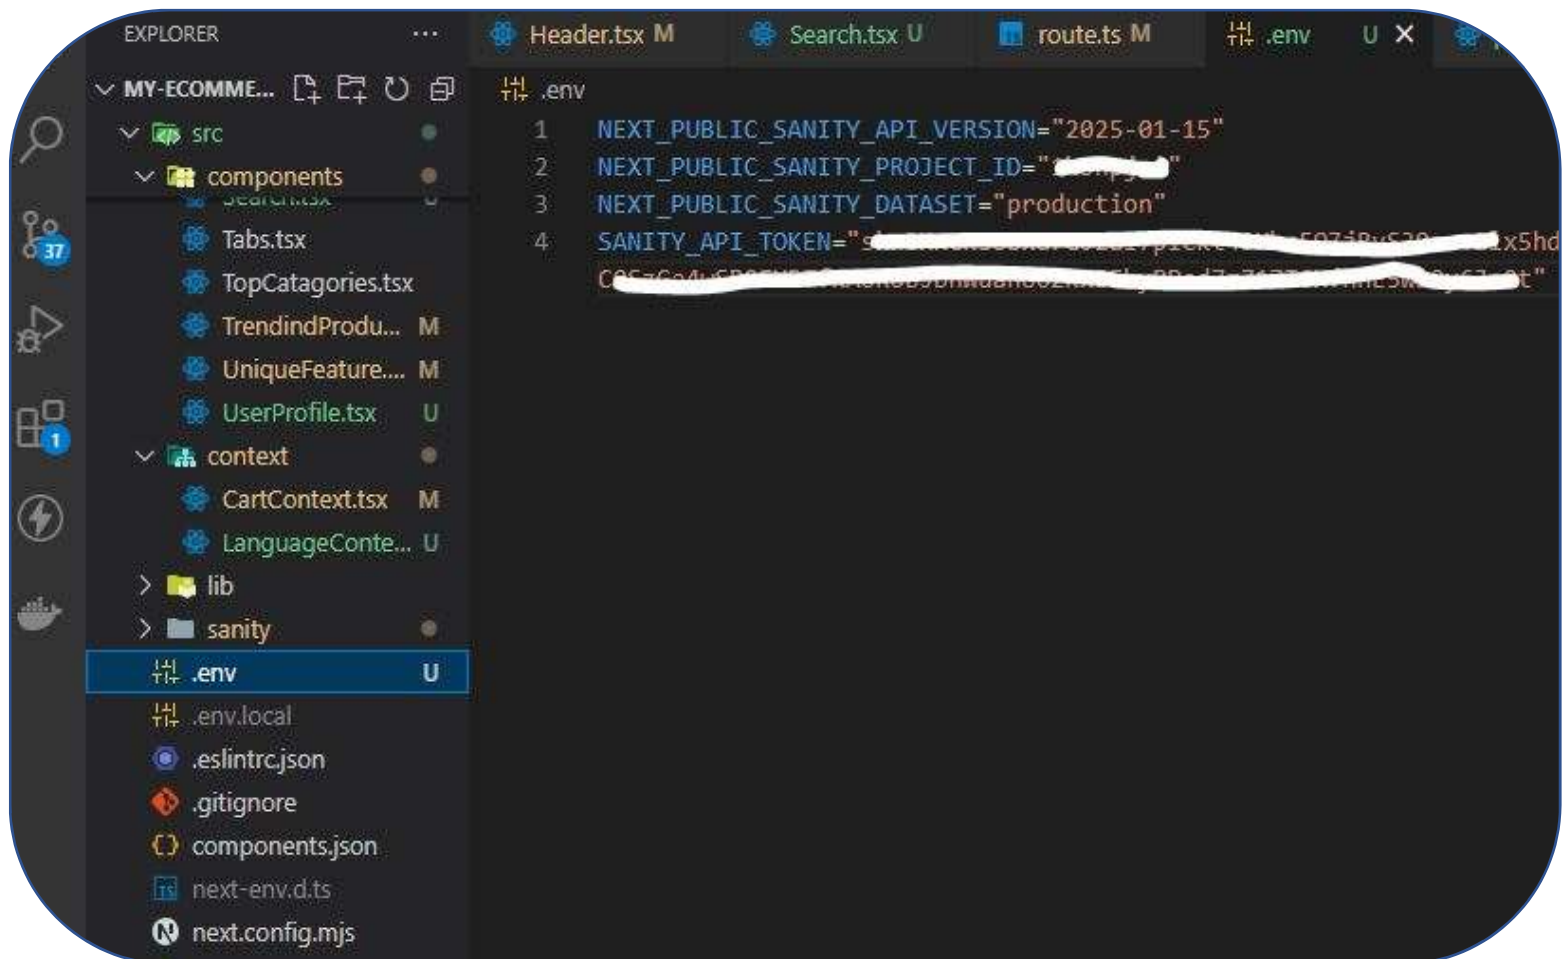 EXPLORER
Header.tsx M
Search.tsx U
route.ts M
.env U
MY-ECOMME...
.env
src
components
Search.tsx
Tabs.tsx
TopCatagories.tsx
TrendindProdu... M
UniqueFeature.... M
UserProfile.tsx U
context
CartContext.tsx M
LanguageConte... U
lib
sanity
.env U
.env.local
.eslintrc.json
.gitignore
components.json
next-env.d.ts
next.config.mjs
37
1
1 NEXT_PUBLIC_SANITY_API_VERSION="2025-01-15"
2 NEXT_PUBLIC_SANITY_PROJECT_ID=" "
3 NEXT_PUBLIC_SANITY_DATASET="production"
4 SANITY_API_TOKEN="